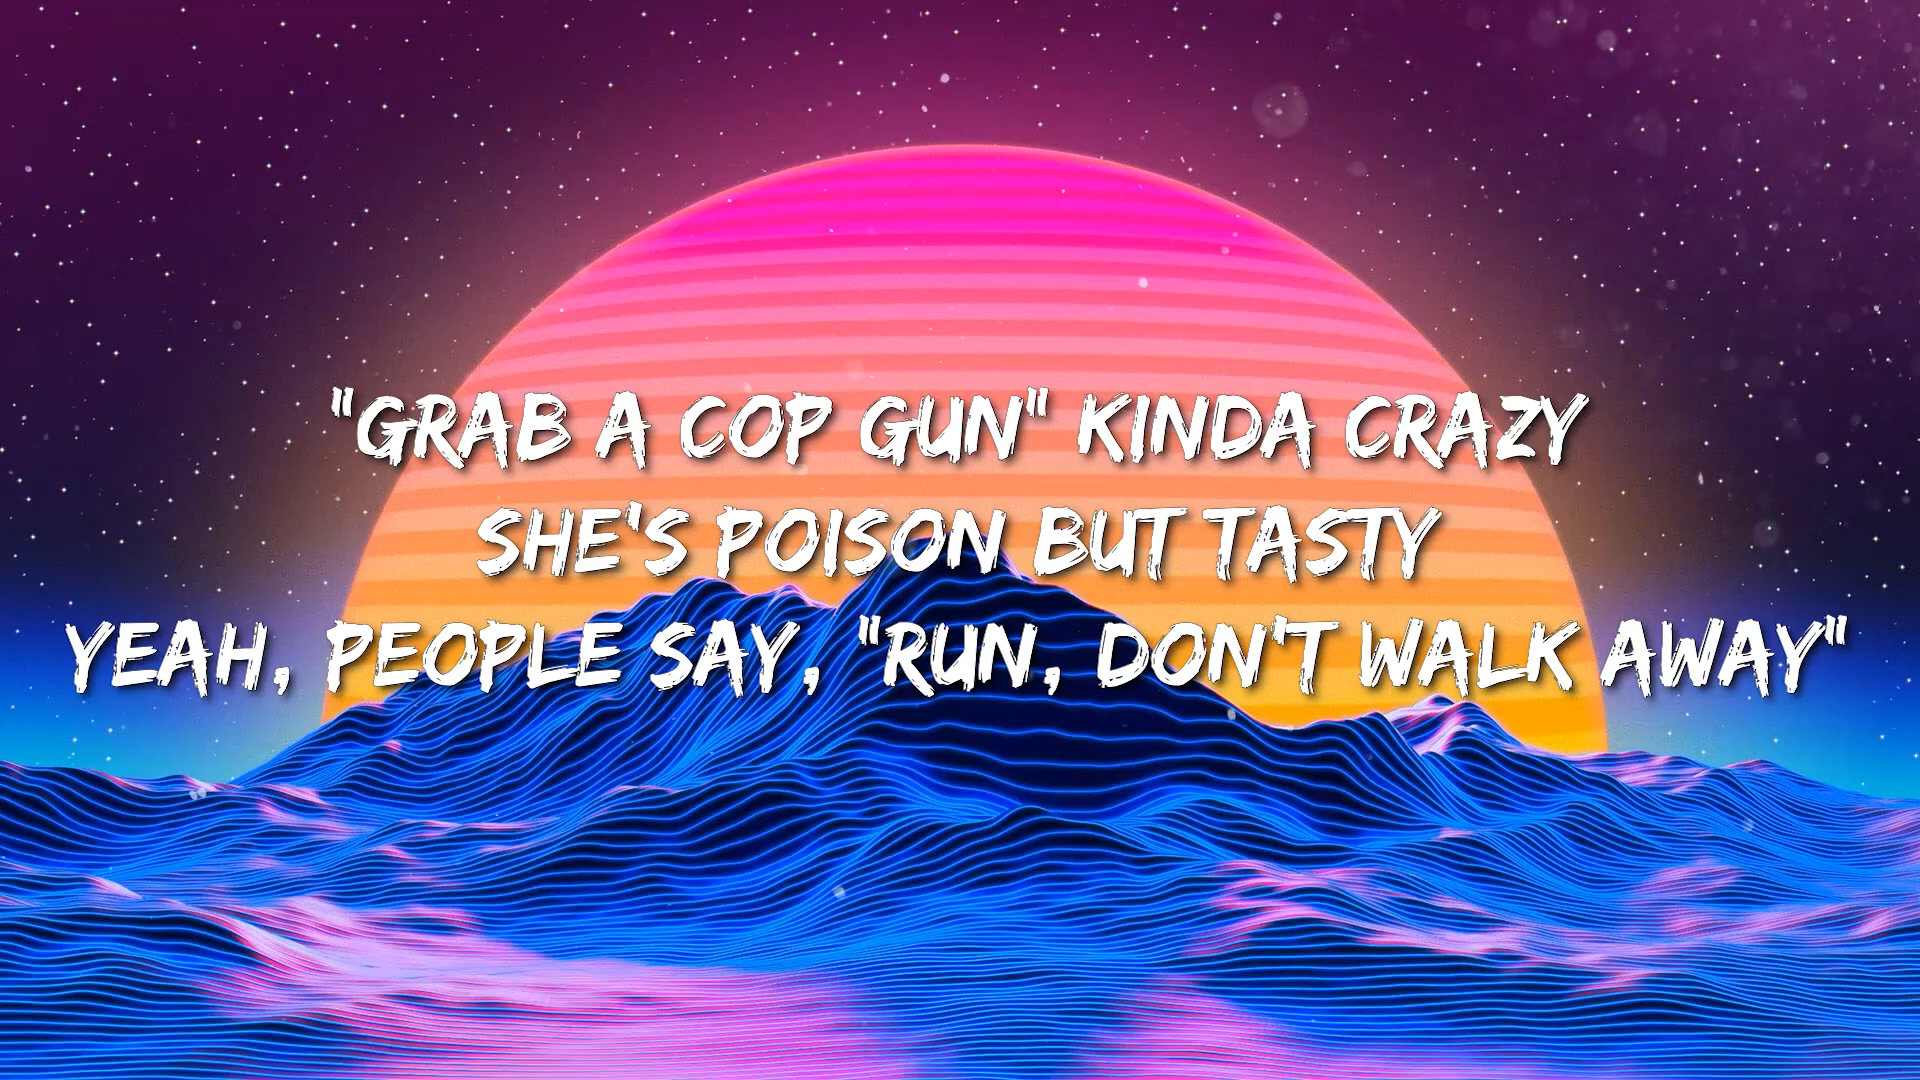 "GRAB A COP GUN" KINDA CRAZY
SHE'S POISON BUT TASTY
YEAH, PEOPLE SAY, "RUN, DON'T WALK AWAY"